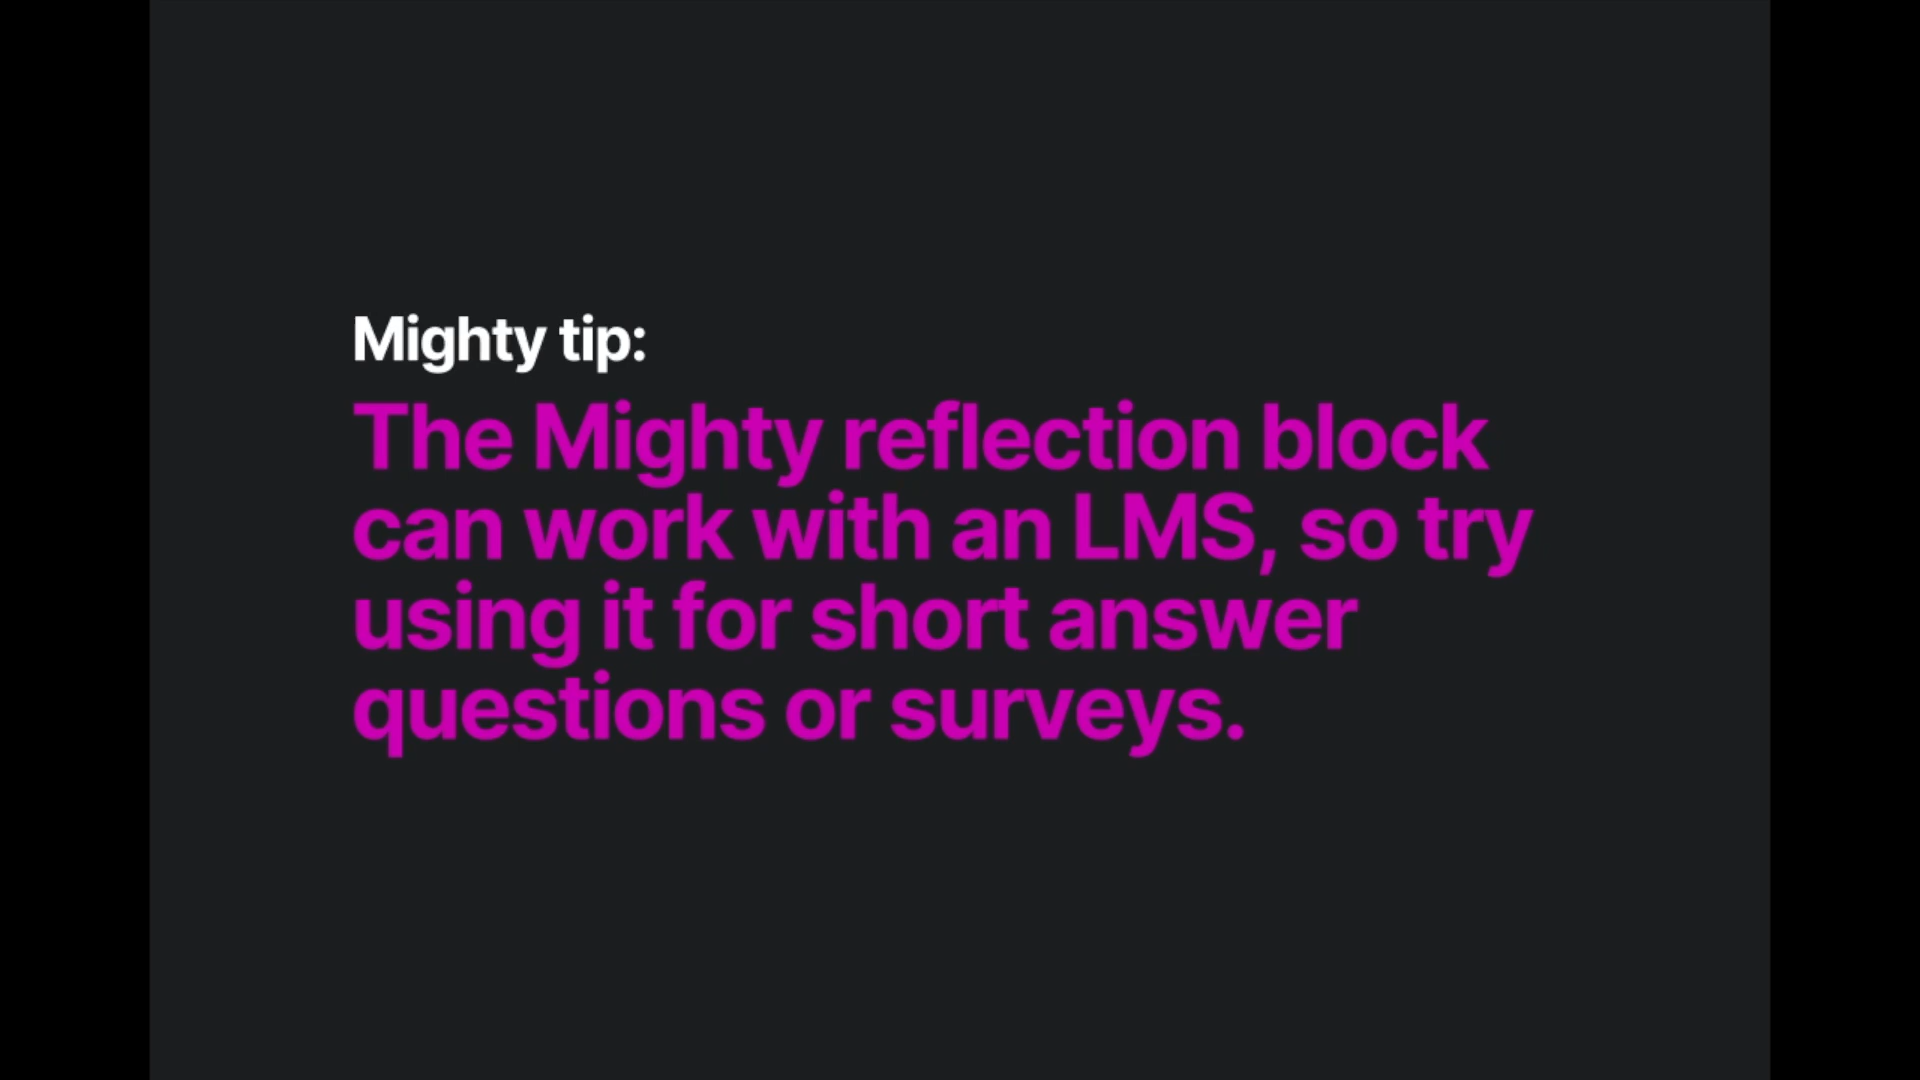 Mighty tip:
The Mighty reflection block
can work with an LMS, so try
using it for short answer
questions or surveys.